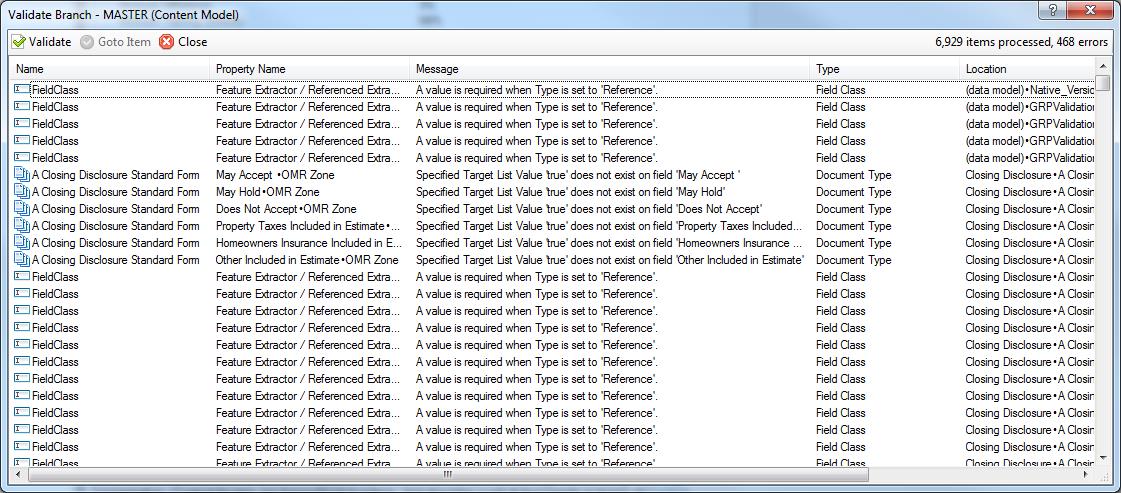 Validate Branch - MASTER (Content Model)
Validate Goto Item Close 6,929 items processed, 468 errors
Name Property Name Message Type Location
FieldClass Feature Extractor / Referenced Extra... A value is required when Type is set to 'Reference'. Field Class (data model)•Native_Versio
FieldClass Feature Extractor / Referenced Extra... A value is required when Type is set to 'Reference'. Field Class (data model)•GRPValidation
FieldClass Feature Extractor / Referenced Extra... A value is required when Type is set to 'Reference'. Field Class (data model)•GRPValidation
FieldClass Feature Extractor / Referenced Extra... A value is required when Type is set to 'Reference'. Field Class (data model)•GRPValidation
FieldClass Feature Extractor / Referenced Extra... A value is required when Type is set to 'Reference'. Field Class (data model)•GRPValidation
A Closing Disclosure Standard Form May Accept •OMR Zone Specified Target List Value 'true' does not exist on field 'May Accept ' Document Type Closing Disclosure•A Closin
A Closing Disclosure Standard Form May Hold•OMR Zone Specified Target List Value 'true' does not exist on field 'May Hold' Document Type Closing Disclosure•A Closin
A Closing Disclosure Standard Form Does Not Accept•OMR Zone Specified Target List Value 'true' does not exist on field 'Does Not Accept' Document Type Closing Disclosure•A Closin
A Closing Disclosure Standard Form Property Taxes Included in Estimate•... Specified Target List Value 'true' does not exist on field 'Property Taxes Included... Document Type Closing Disclosure•A Closin
A Closing Disclosure Standard Form Homeowners Insurance Included in E... Specified Target List Value 'true' does not exist on field 'Homeowners Insurance ... Document Type Closing Disclosure•A Closin
A Closing Disclosure Standard Form Other Included in Estimate•OMR Zone Specified Target List Value 'true' does not exist on field 'Other Included in Estimate' Document Type Closing Disclosure•A Closin
FieldClass Feature Extractor / Referenced Extra... A value is required when Type is set to 'Reference'. Field Class Closing Disclosure•A Closin
FieldClass Feature Extractor / Referenced Extra... A value is required when Type is set to 'Reference'. Field Class Closing Disclosure•A Closin
FieldClass Feature Extractor / Referenced Extra... A value is required when Type is set to 'Reference'. Field Class Closing Disclosure•A Closin
FieldClass Feature Extractor / Referenced Extra... A value is required when Type is set to 'Reference'. Field Class Closing Disclosure•A Closin
FieldClass Feature Extractor / Referenced Extra... A value is required when Type is set to 'Reference'. Field Class Closing Disclosure•A Closin
FieldClass Feature Extractor / Referenced Extra... A value is required when Type is set to 'Reference'. Field Class Closing Disclosure•A Closin
FieldClass Feature Extractor / Referenced Extra... A value is required when Type is set to 'Reference'. Field Class Closing Disclosure•A Closin
FieldClass Feature Extractor / Referenced Extra... A value is required when Type is set to 'Reference'. Field Class Closing Disclosure•A Closin
FieldClass Feature Extractor / Referenced Extra... A value is required when Type is set to 'Reference'. Field Class Closing Disclosure•A Closin
FieldClass Feature Extractor / Referenced Extra... A value is required when Type is set to 'Reference'. Field Class Closing Disclosure•A Closin
FieldClass Feature Extractor / Referenced Extra... A value is required when Type is set to 'Reference'. Field Class Closing Disclosure•A Closin
FieldClass Feature Extractor / Referenced Extra... A value is required when Type is set to 'Reference'. Field Class Closing Disclosure•A Closin